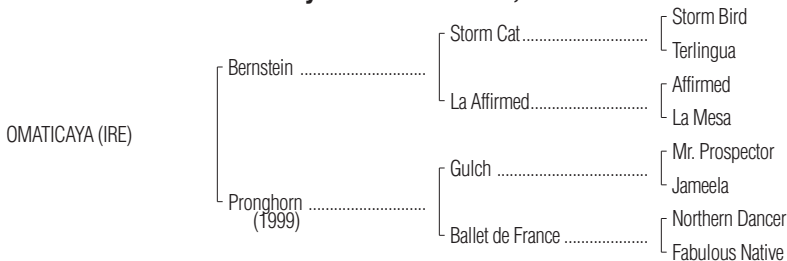 Storm Bird
Storm Cat..............................
Terlingua
Bernstein ..............................
Affirmed
La Affirmed............................
La Mesa
OMATICAYA (IRE)
Mr. Prospector
Gulch ....................................
Jameela
Pronghorn ............................
(1999)
Northern Dancer
Ballet de France ....................
Fabulous Native